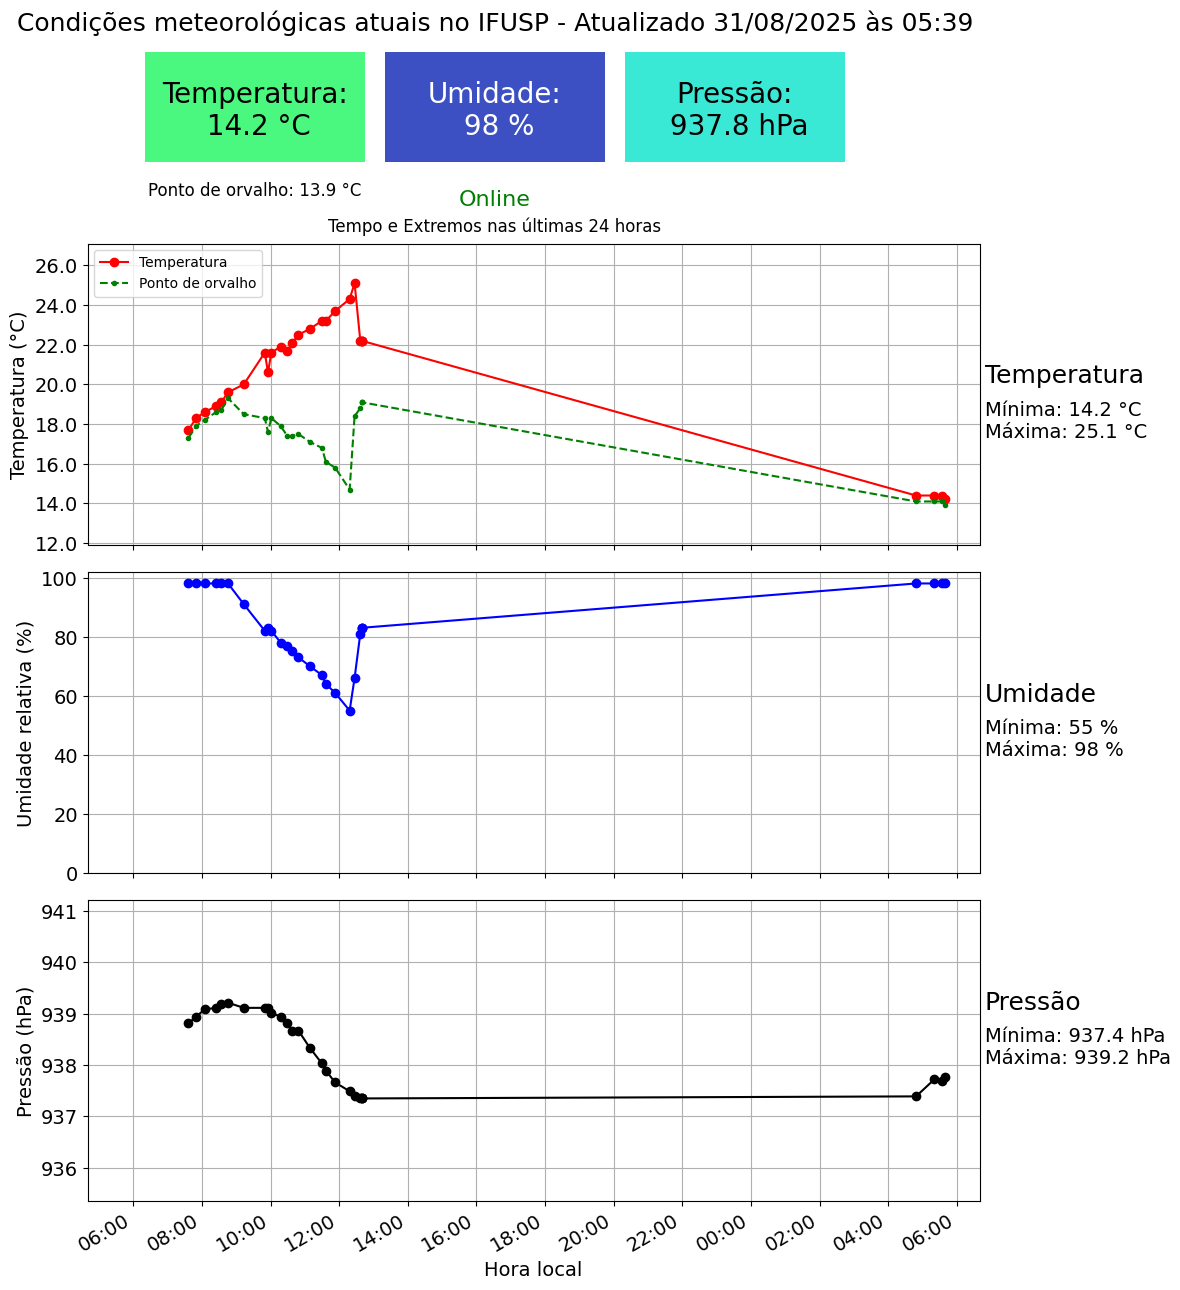 Condições meteorológicas atuais no IFUSP - Atualizado 31/08/2025 às 05:39
Temperatura:
14.2 °C
Umidade:
98 %
Pressão:
937.8 hPa
Ponto de orvalho: 13.9 °C
Online
Tempo e Extremos nas últimas 24 horas
Temperatura (°C)
26.0
24.0
22.0
20.0
18.0
16.0
14.0
12.0
Temperatura
Ponto de orvalho
Temperatura
Mínima: 14.2 °C
Máxima: 25.1 °C
Umidade relativa (%)
100
80
60
40
20
0
Umidade
Mínima: 55 %
Máxima: 98 %
Pressão (hPa)
941
940
939
938
937
936
Pressão
Mínima: 937.4 hPa
Máxima: 939.2 hPa
06:00 08:00 10:00 12:00 14:00 16:00 18:00 20:00 22:00 00:00 02:00 04:00 06:00
Hora local